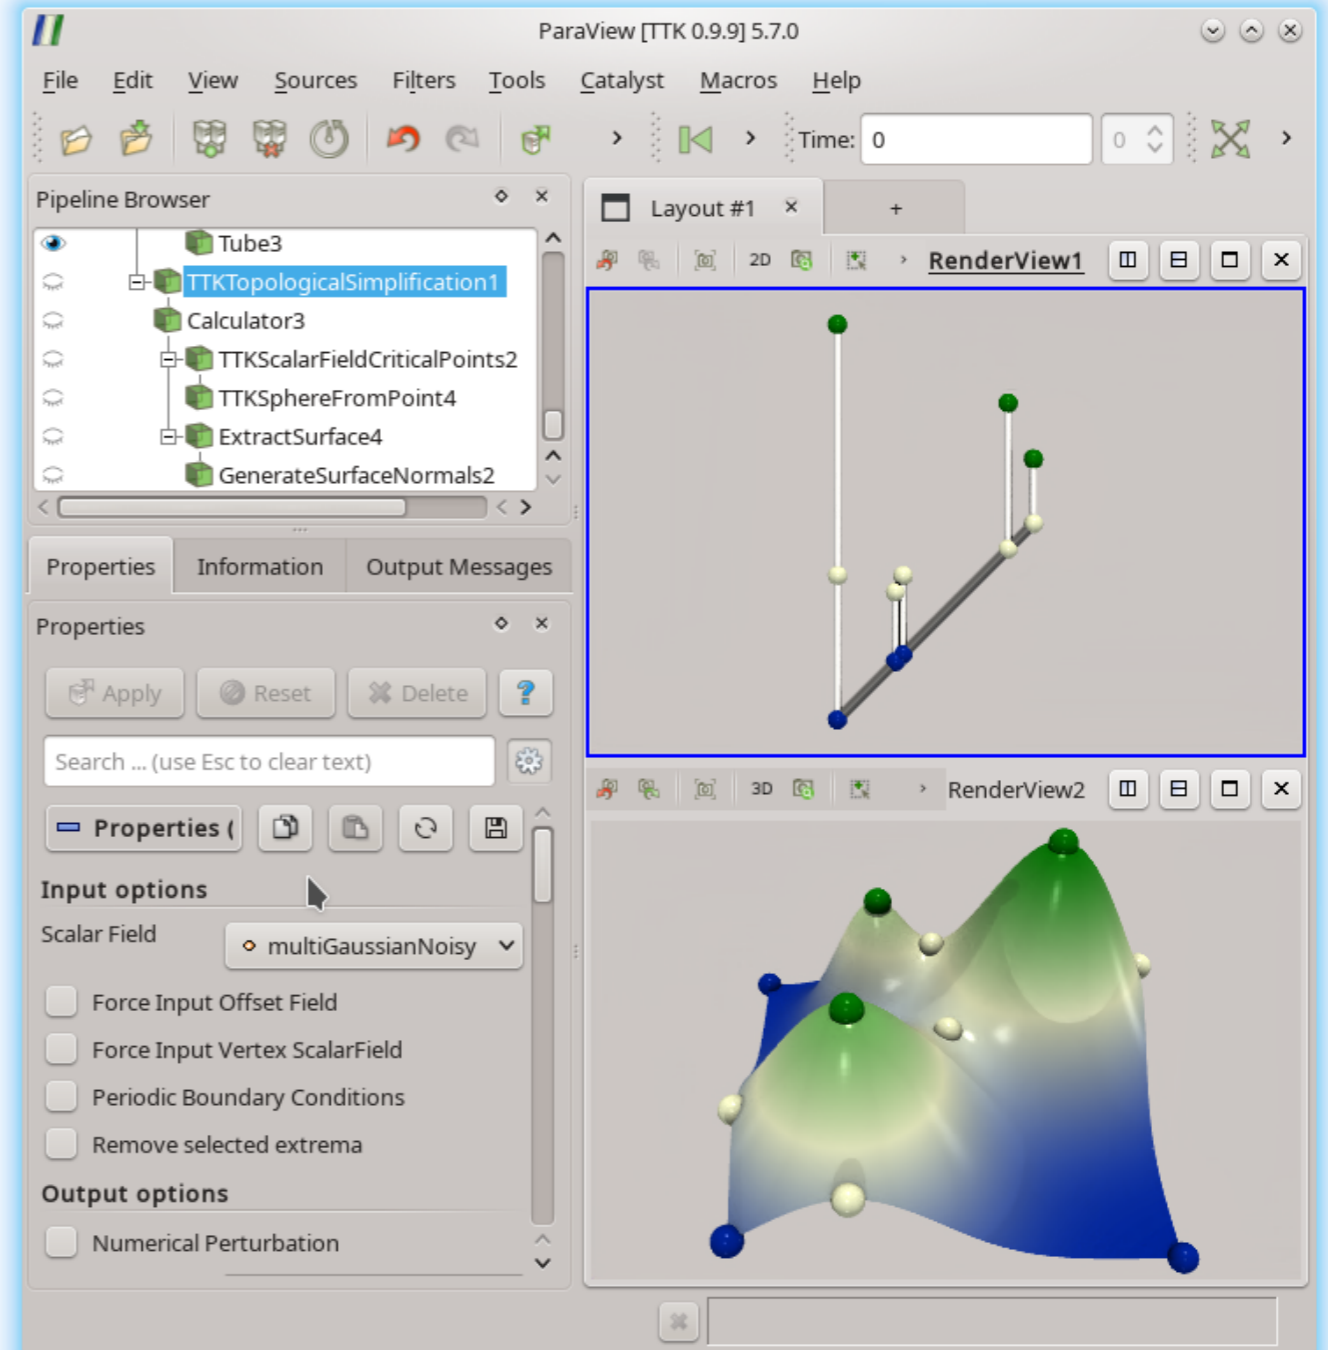 ParaView [TTK 0.9.9] 5.7.0
File Edit View Sources Filters Tools Catalyst Macros Help
Time: 0 0
Pipeline Browser
Tube3
TTKTopologicalSimplification1
Calculator3
TTKScalarFieldCriticalPoints2
TTKSphereFromPoint4
ExtractSurface4
GenerateSurfaceNormals2
Properties Information Output Messages
Properties
Apply Reset Delete ?
Search ... (use Esc to clear text)
Properties (
Input options
Scalar Field multiGaussianNoisy
Force Input Offset Field
Force Input Vertex ScalarField
Periodic Boundary Conditions
Remove selected extrema
Output options
Numerical Perturbation
Layout #1 +
2D RenderView1
3D RenderView2